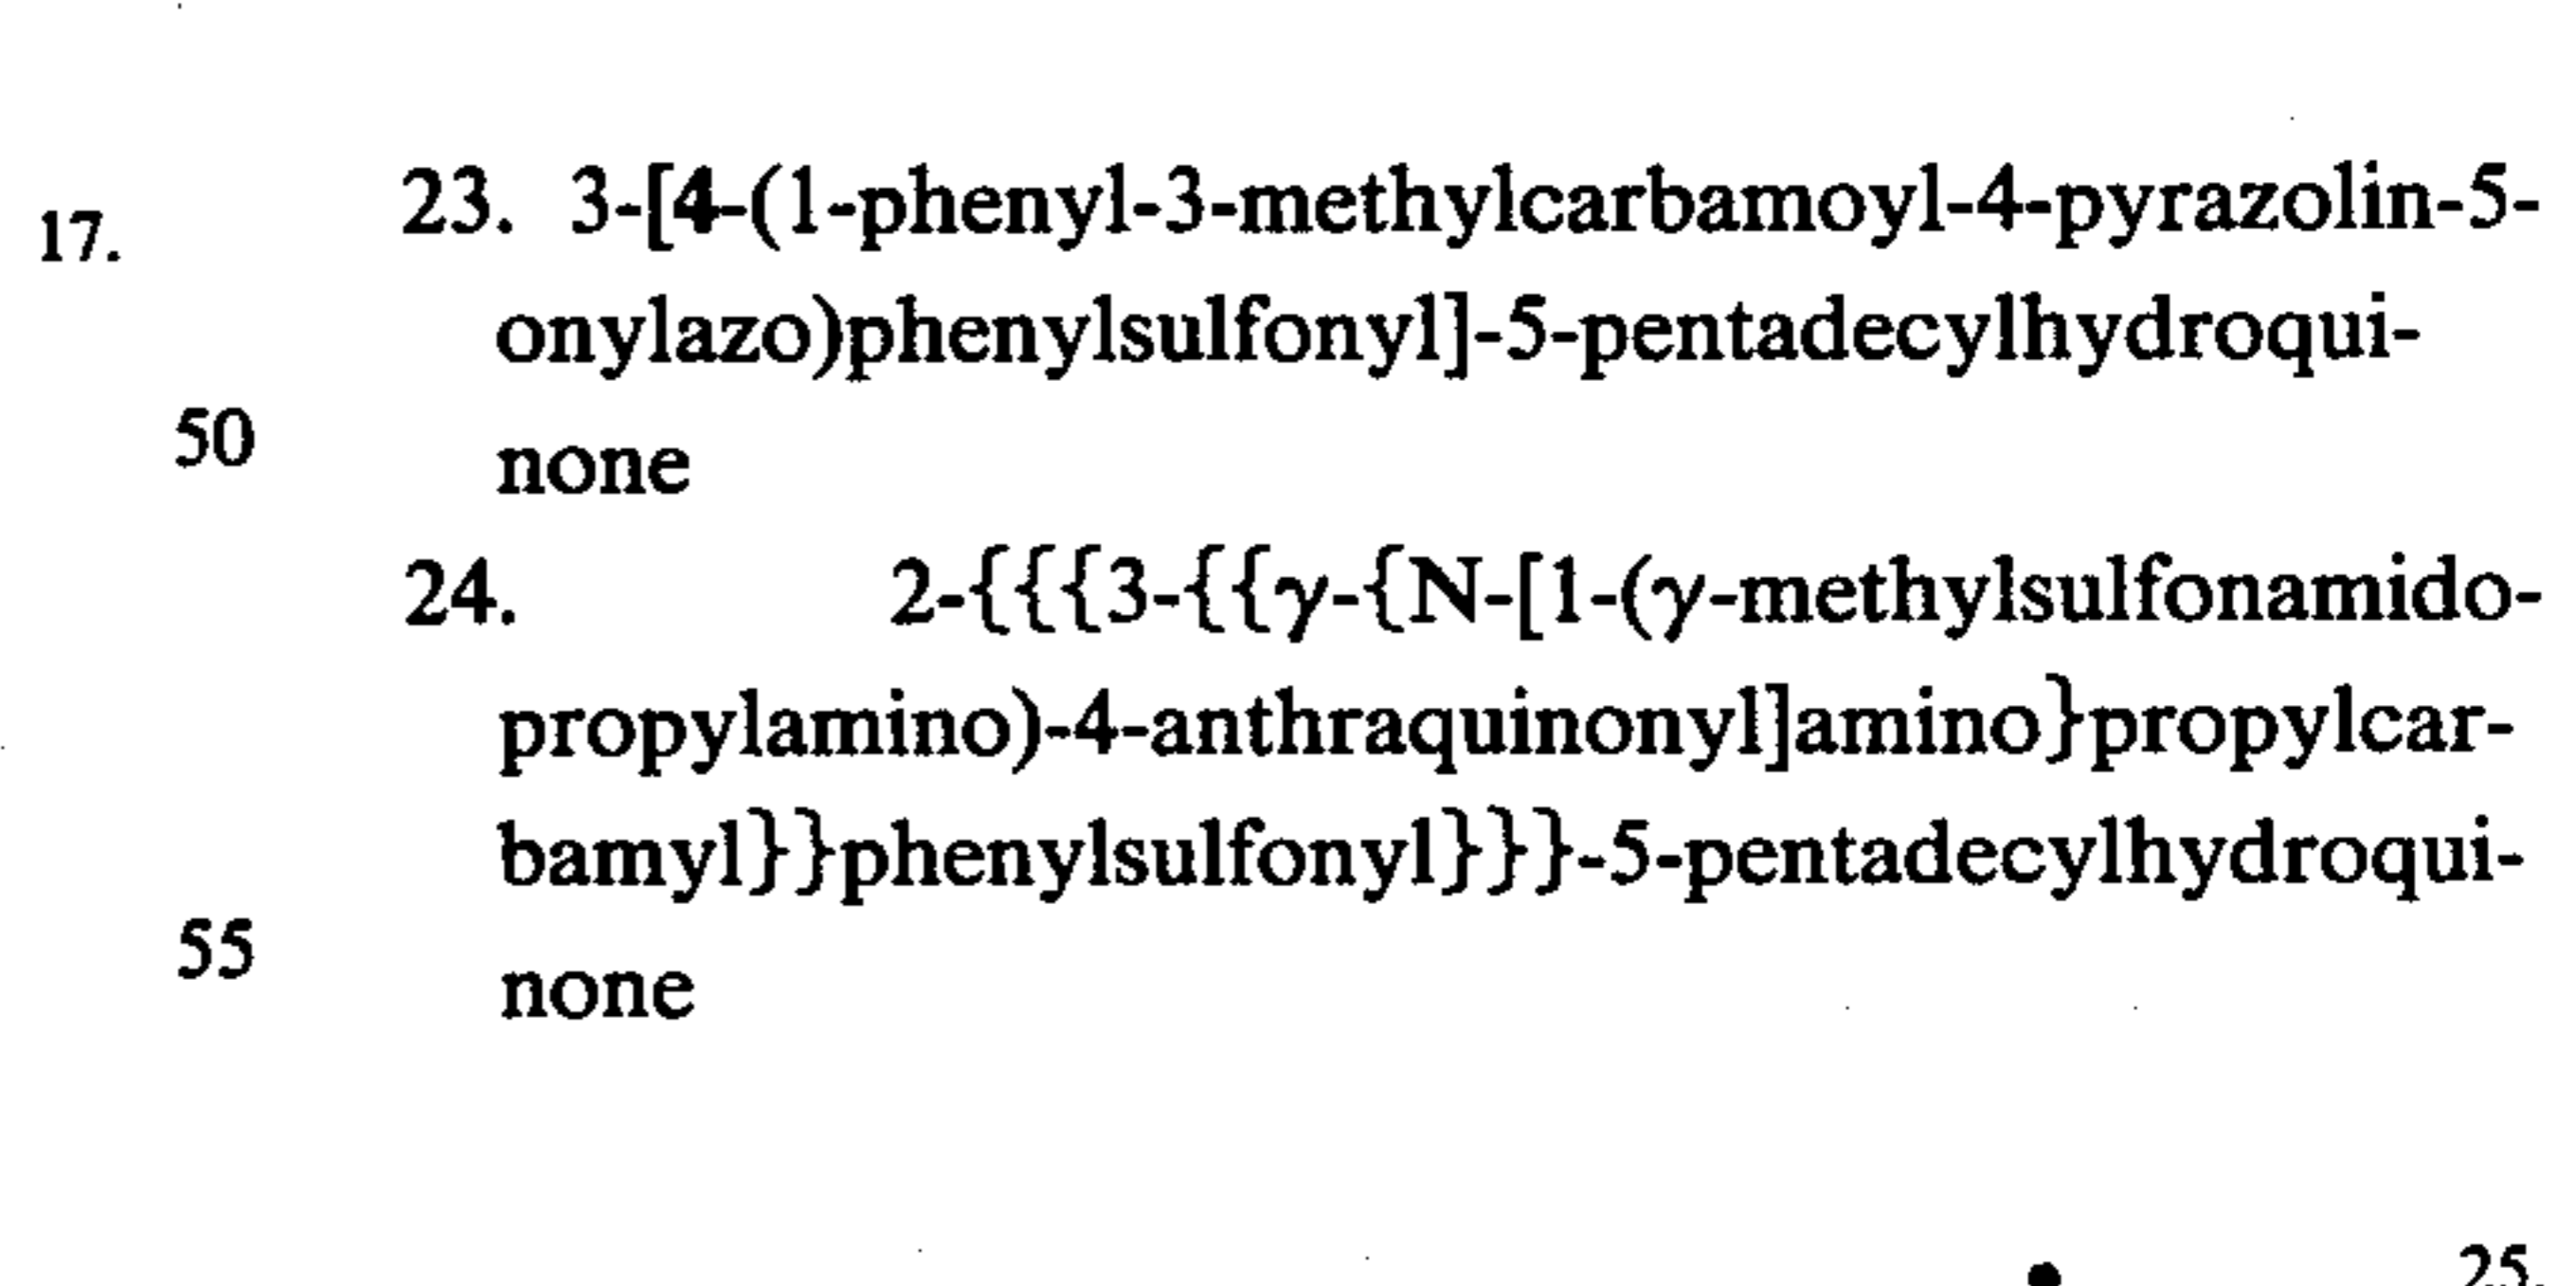 23. 3-[4-(1-phenyl-3-methylcarbamoyl-4-pyrazolin-5-
17.
onylazo)phenylsulfonyl]-5-pentadecylhydroqui-
50
none
24. 2-{{{3-{{γ-{N-[1-(γ-methylsulfonamido-
propylamino)-4-anthraquinonyl]amino}propylcar-
bamyl}}phenylsulfonyl}}}-5-pentadecylhydroqui-
55
none
25.